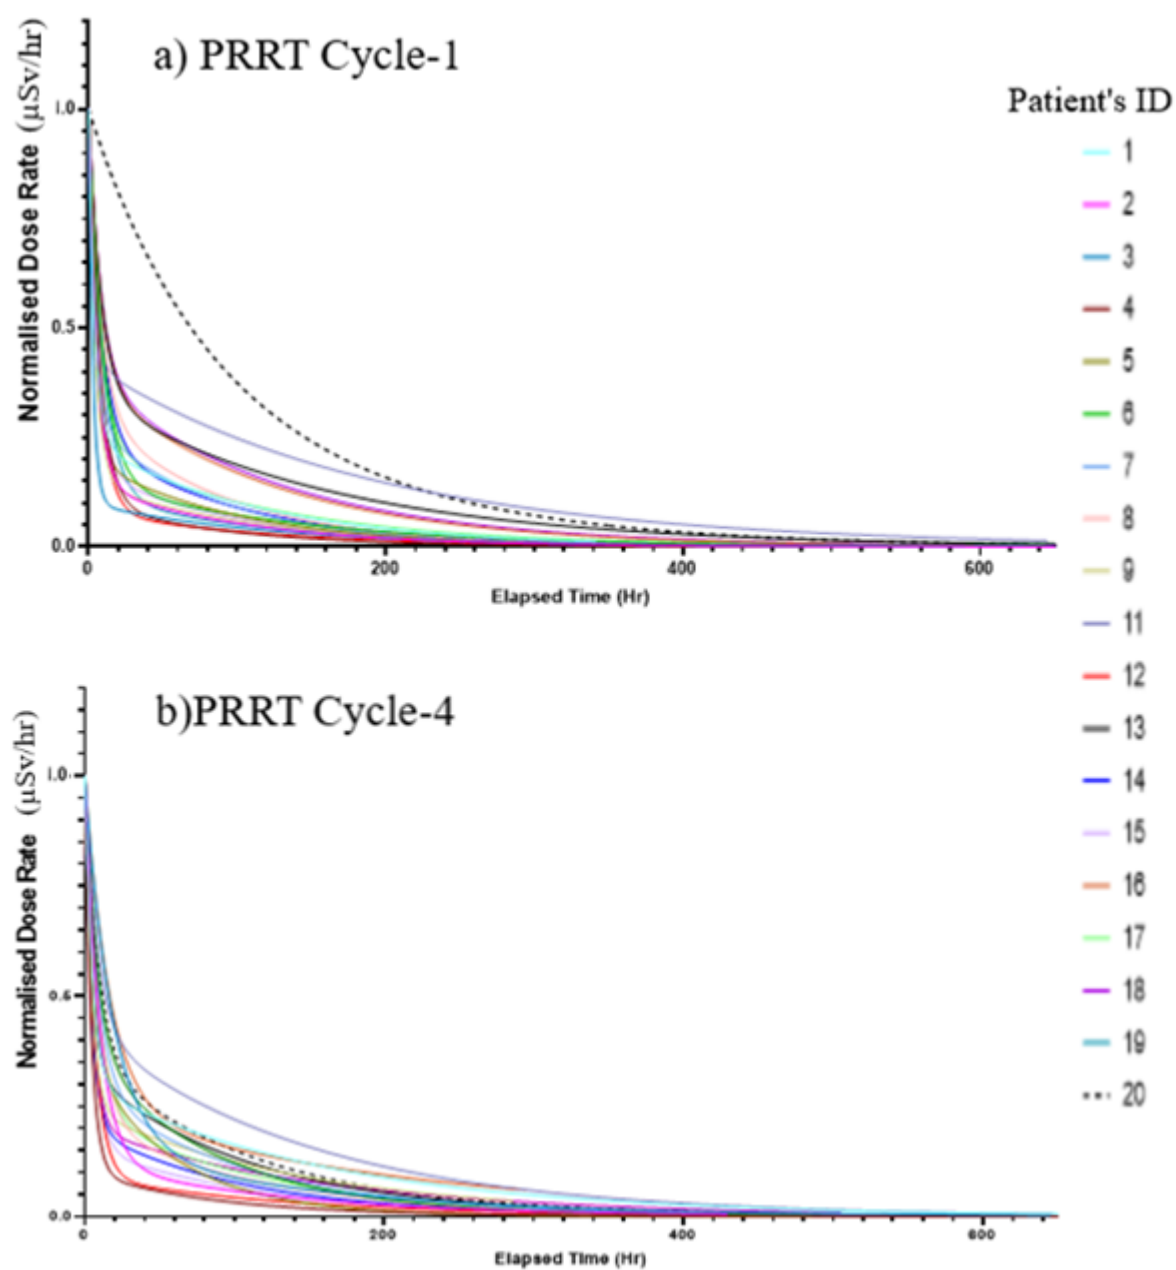 a) PRRT Cycle-1
Normalised Dose Rate (µSv/hr)
1.0
0.5
0.0
0 200 400 600
Elapsed Time (Hr)
Patient's ID
1
2
3
4
5
6
7
8
9
11
12
13
14
15
16
17
18
19
20
b)PRRT Cycle-4
Normalised Dose Rate (µSv/hr)
1.0
0.5
0.0
0 200 400 600
Elapsed Time (Hr)